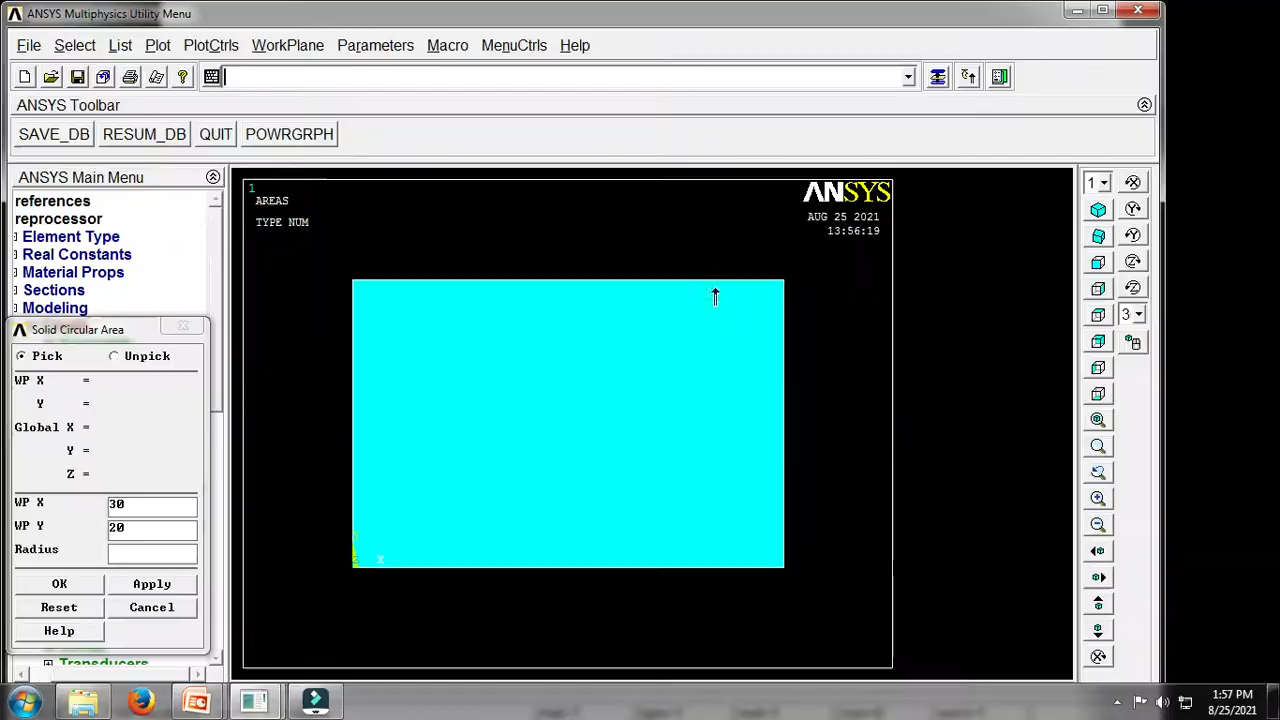 ANSYS Multiphysics Utility Menu
File Select List Plot PlotCtrls WorkPlane Parameters Macro MenuCtrls Help
ANSYS Toolbar
SAVE_DB RESUM_DB QUIT POWRGRPH
ANSYS Main Menu
references
reprocessor
Element Type
Real Constants
Material Props
Sections
Modeling
Solid Circular Area
Pick Unpick
WP X =
Y =
Global X =
Y =
Z =
WP X 30
WP Y 20
Radius
OK Apply
Reset Cancel
Help
Transducers
1
AREAS
TYPE NUM
ANSYS
AUG 25 2021
13:56:19
X
1
3
1:57 PM
8/25/2021